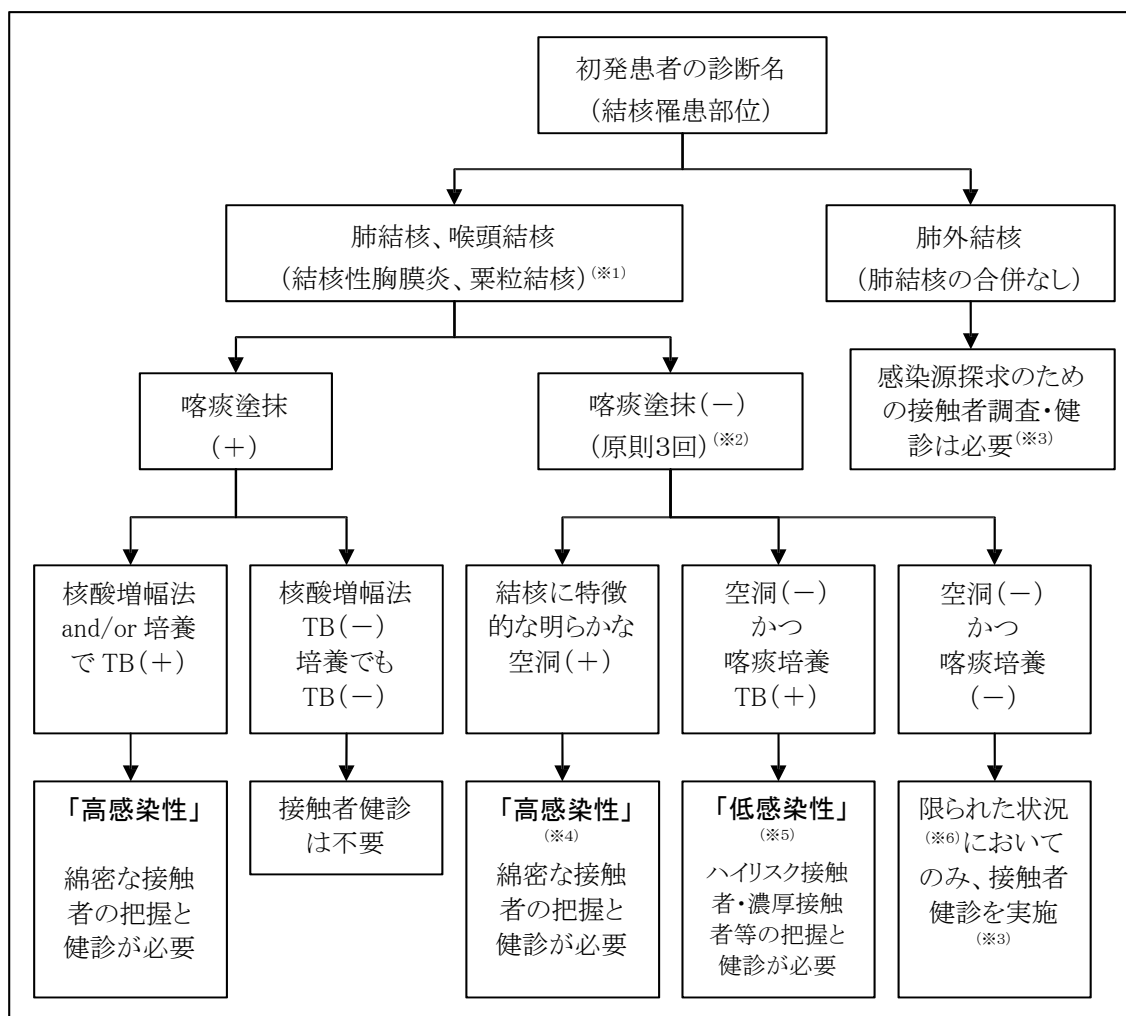 初発患者の診断名
(結核罹患部位)
肺結核、喉頭結核
(結核性胸膜炎、粟粒結核)(※1)
肺外結核
(肺結核の合併なし)
喀痰塗抹
(+)
喀痰塗抹(-)
(原則3回)(※2)
感染源探求のため
の接触者調査・健
診は必要(※3)
核酸増幅法
and/or 培養
で TB(+)
核酸増幅法
TB(-)
培養でも
TB(-)
結核に特徴
的な明らかな
空洞(+)
空洞(-)
かつ
喀痰培養
TB(+)
空洞(-)
かつ
喀痰培養
(-)
「高感染性」
綿密な接触
者の把握と
健診が必要
接触者健診
は不要
「高感染性」
(※4)
綿密な接触
者の把握と
健診が必要
「低感染性」
(※5)
ハイリスク接触
者・濃厚接触
者等の把握と
健診が必要
限られた状況
(※6)において
のみ、接触者
健診を実施
(※3)